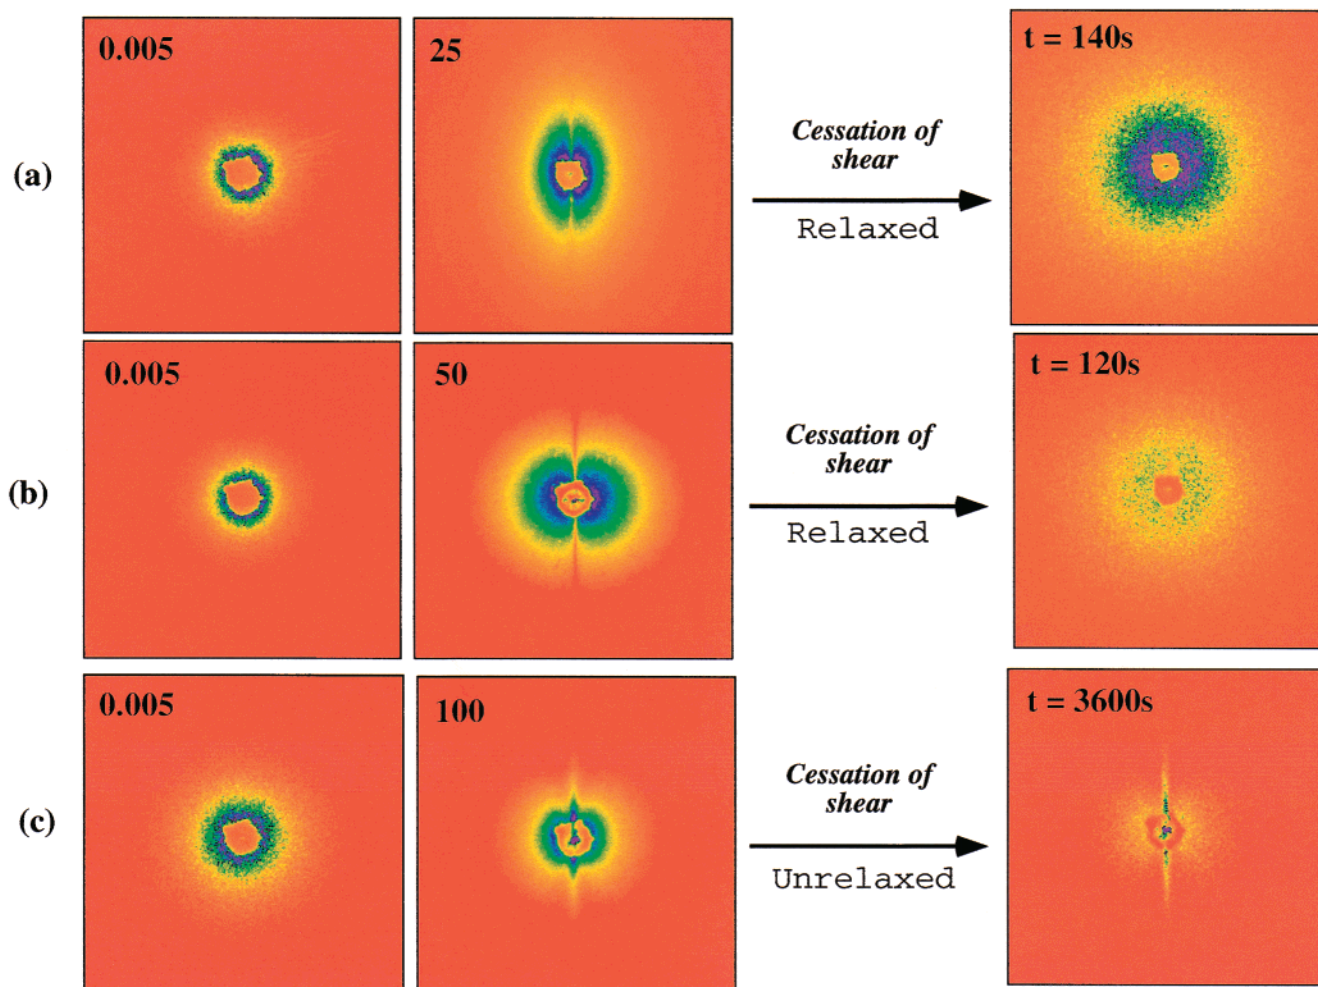 (a)
0.005
25
Cessation of
shear
Relaxed
t = 140s
(b)
0.005
50
Cessation of
shear
Relaxed
t = 120s
(c)
0.005
100
Cessation of
shear
Unrelaxed
t = 3600s